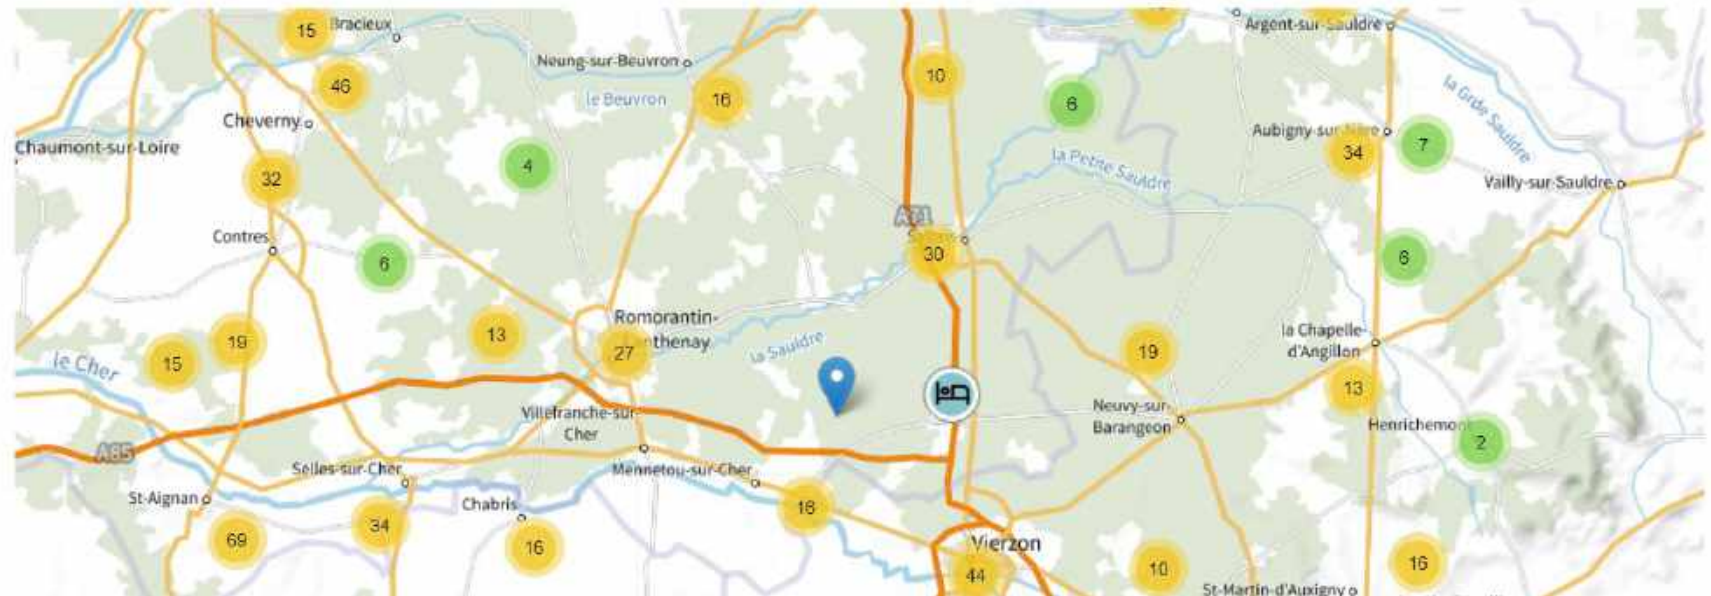 15
Bracieux
46
Cheverny
Chaumont-sur-Loire
32
Contres
6
Neung-sur-Beuvron
le Beuvron
16
4
10
A71
30
6
la Petite Sauldre
Argent-sur-Sauldre
la Grde Sauldre
Aubigny-sur-Nère
34
7
Vailly-sur-Sauldre
6
la Chapelle-
d'Angillon
13
Henrichemont
2
19
Neuvy-sur-
Barangeon
Romorantin-
27
la Sauldre
13
19
15
le Cher
A85
Villefranche-sur-
Cher
Selles-sur-Cher
Mennetou-sur-Cher
St-Aignan
Chabris
34
69
16
18
Vierzon
44
10
16
St-Martin-d'Auxigny